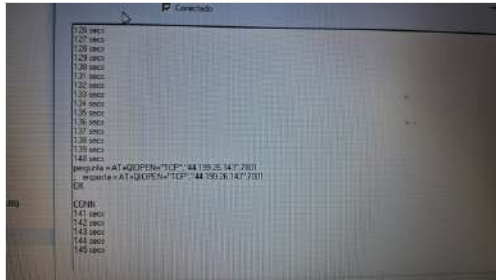 Conectado
126 secs
127 secs
128 secs
129 secs
130 secs
131 secs
132 secs
133 secs
134 secs
135 secs
136 secs
137 secs
138 secs
139 secs
140 secs
pergunta = AT+QIOPEN="TCP","44.199.26.143",7001
resposta = AT+QIOPEN="TCP","44.199.26.143",7001
OK
CONN
141 secs
142 secs
143 secs
144 secs
145 secs